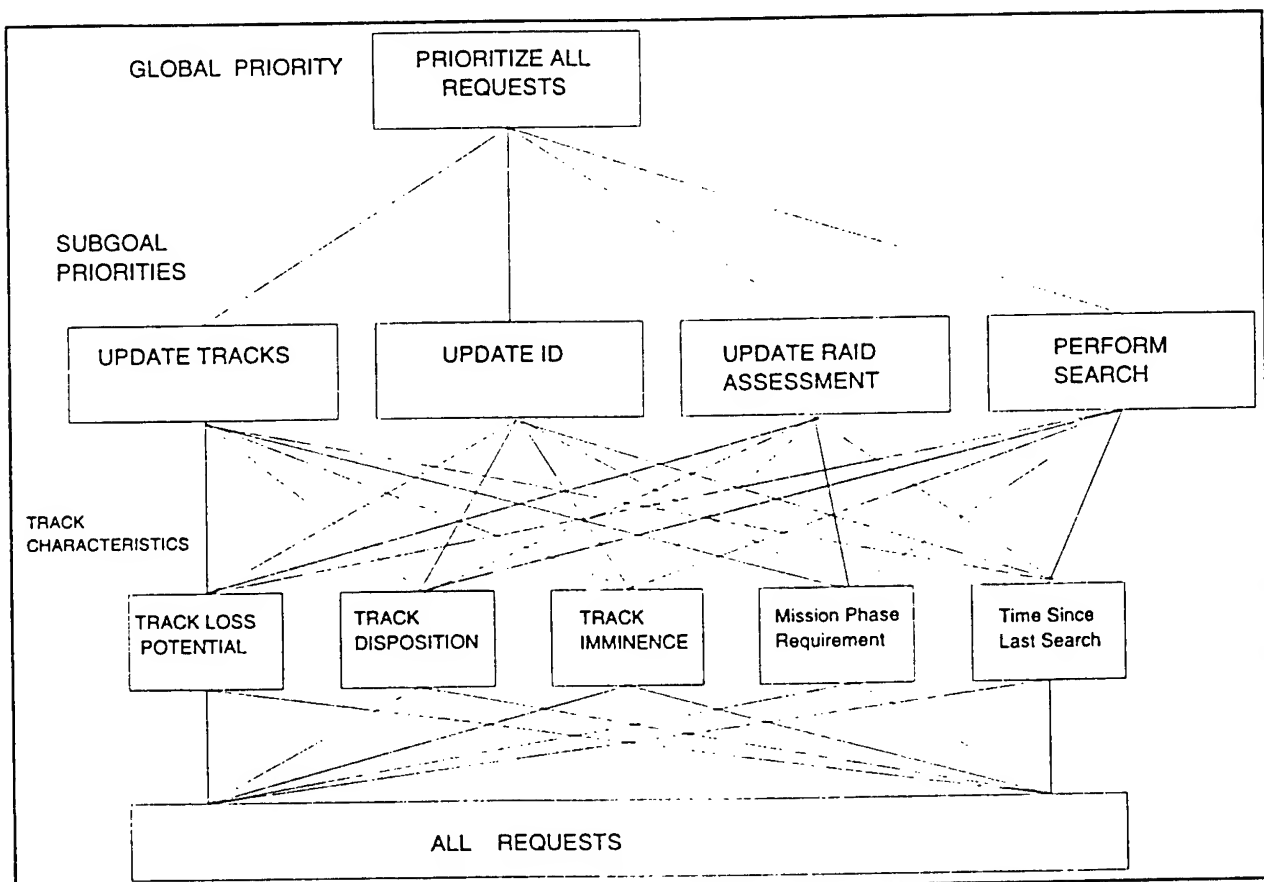 GLOBAL PRIORITY
PRIORITIZE ALL
REQUESTS
SUBGOAL
PRIORITIES
UPDATE TRACKS
UPDATE ID
UPDATE RAID
ASSESSMENT
PERFORM
SEARCH
TRACK
CHARACTERISTICS
TRACK LOSS
POTENTIAL
TRACK
DISPOSITION
TRACK
IMMINENCE
Mission Phase
Requirement
Time Since
Last Search
ALL REQUESTS